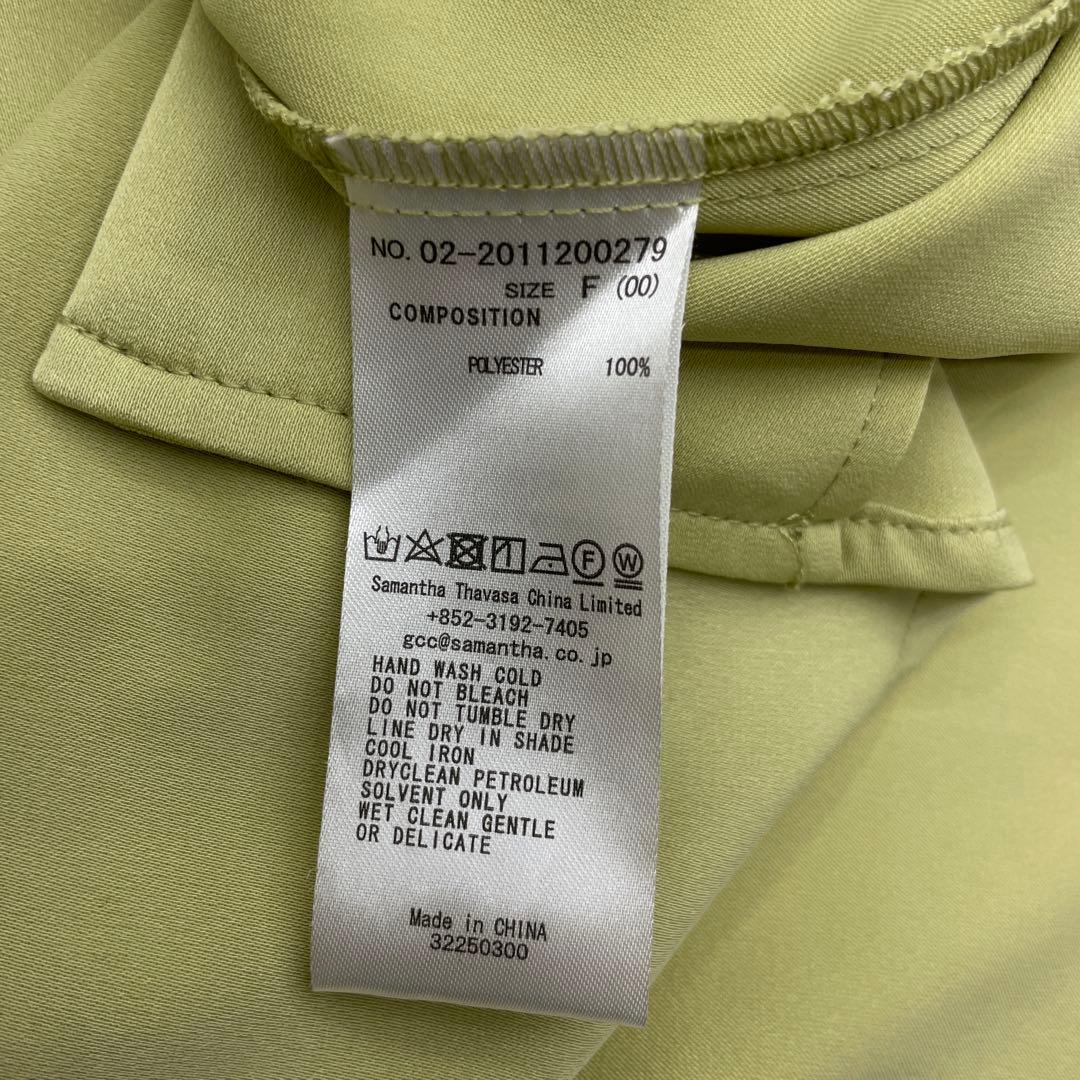 NO. 02-2011200279
SIZE F (00)
COMPOSITION
POLYESTER 100%
F W
Samantha Thavasa China Limited
+852-3192-7405
gcc@samantha.co.jp
HAND WASH COLD
DO NOT BLEACH
DO NOT TUMBLE DRY
LINE DRY IN SHADE
COOL IRON
DRYCLEAN PETROLEUM
SOLVENT ONLY
WET CLEAN GENTLE
OR DELICATE
Made in CHINA
32250300